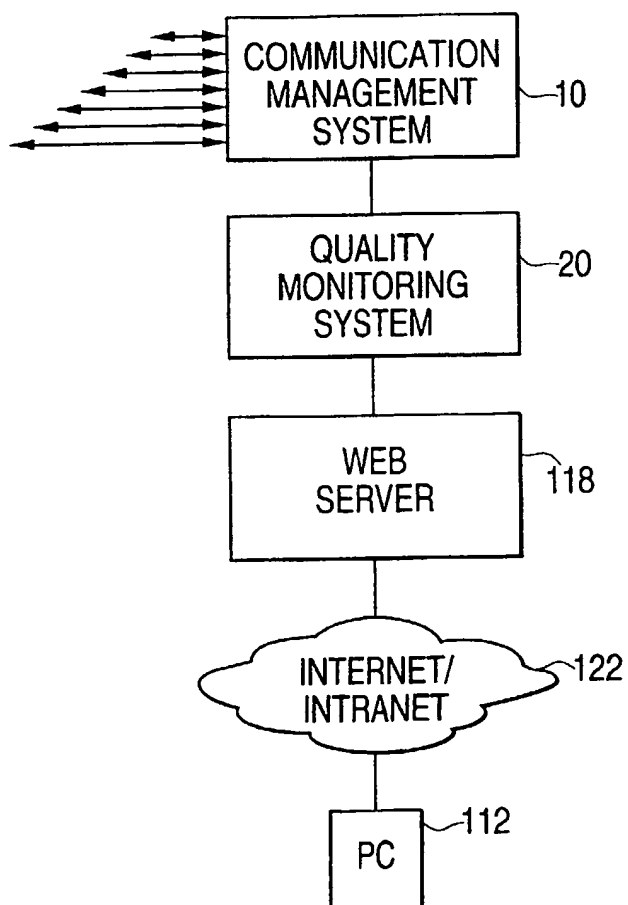 COMMUNICATION
MANAGEMENT
SYSTEM
10
QUALITY
MONITORING
SYSTEM
20
WEB
SERVER
118
INTERNET/
INTRANET
122
PC
112